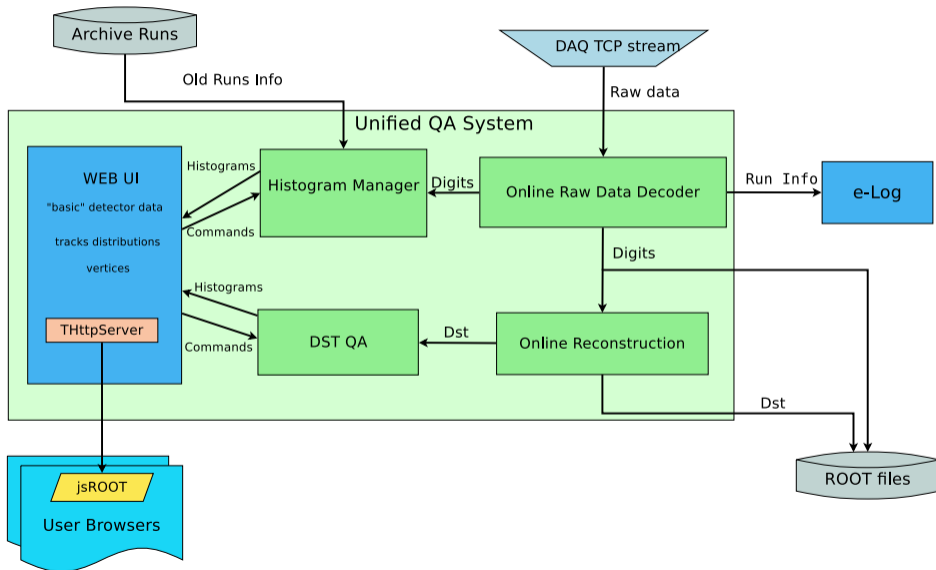 Archive Runs
DAQ TCP stream
Old Runs Info
Raw data
Unified QA System
WEB UI
"basic" detector data
tracks distributions
vertices
THttpServer
Histograms
Commands
Histogram Manager
Digits
Online Raw Data Decoder
Run Info
e-Log
Digits
Histograms
Commands
DST QA
Dst
Online Reconstruction
Dst
ROOT files
jsROOT
User Browsers